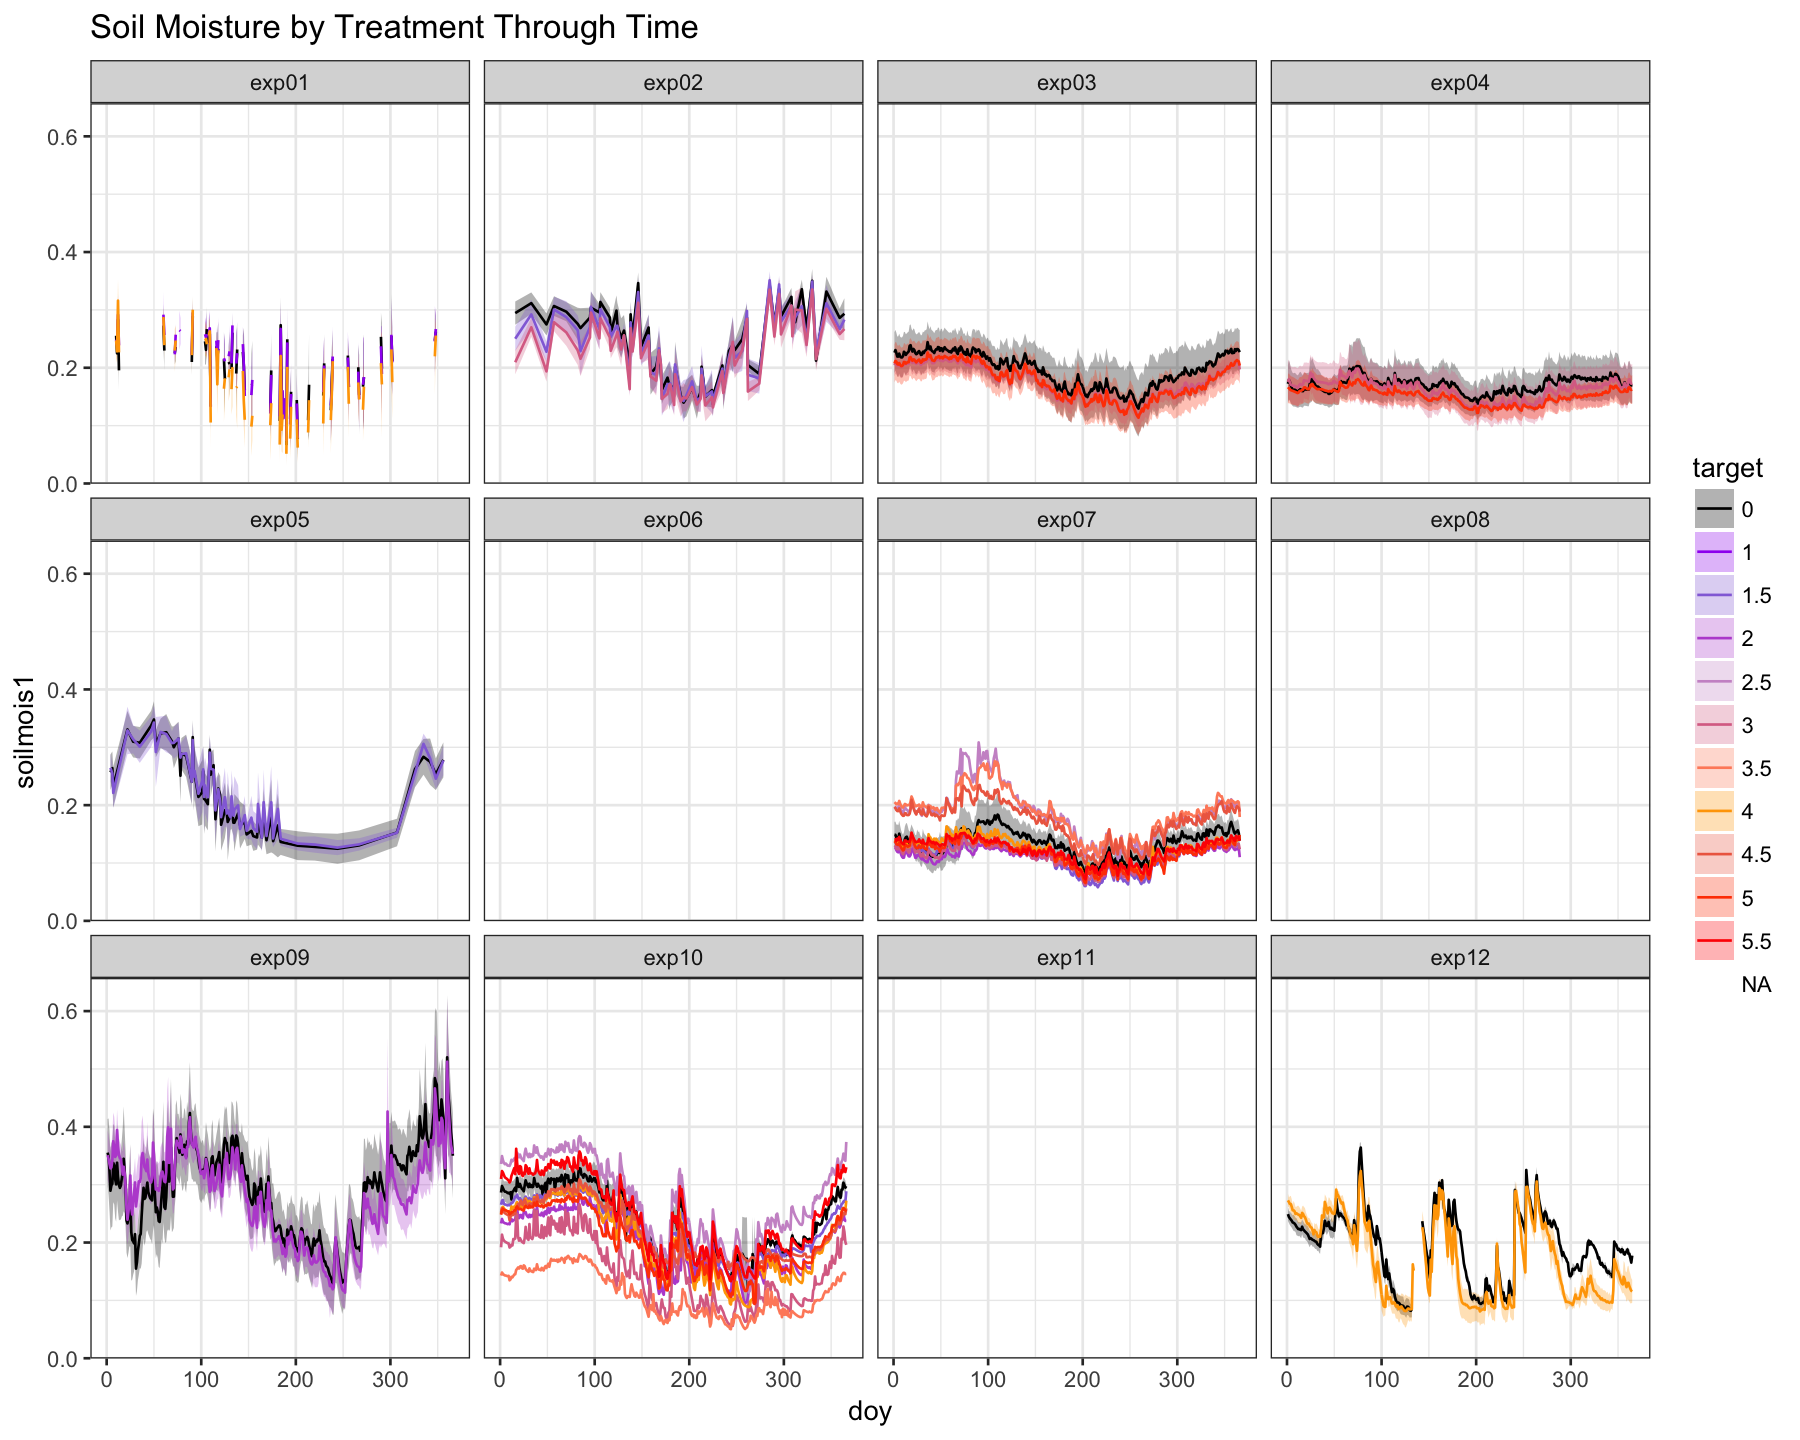 Soil Moisture by Treatment Through Time
exp01 exp02 exp03 exp04
0.6
0.4
0.2
0.0
exp05 exp06 exp07 exp08
0.6
0.4
0.2
0.0
exp09 exp10 exp11 exp12
0.6
0.4
0.2
0.0
0 100 200 300 0 100 200 300 0 100 200 300 0 100 200 300
doy
soilmois1
target
0
1
1.5
2
2.5
3
3.5
4
4.5
5
5.5
NA